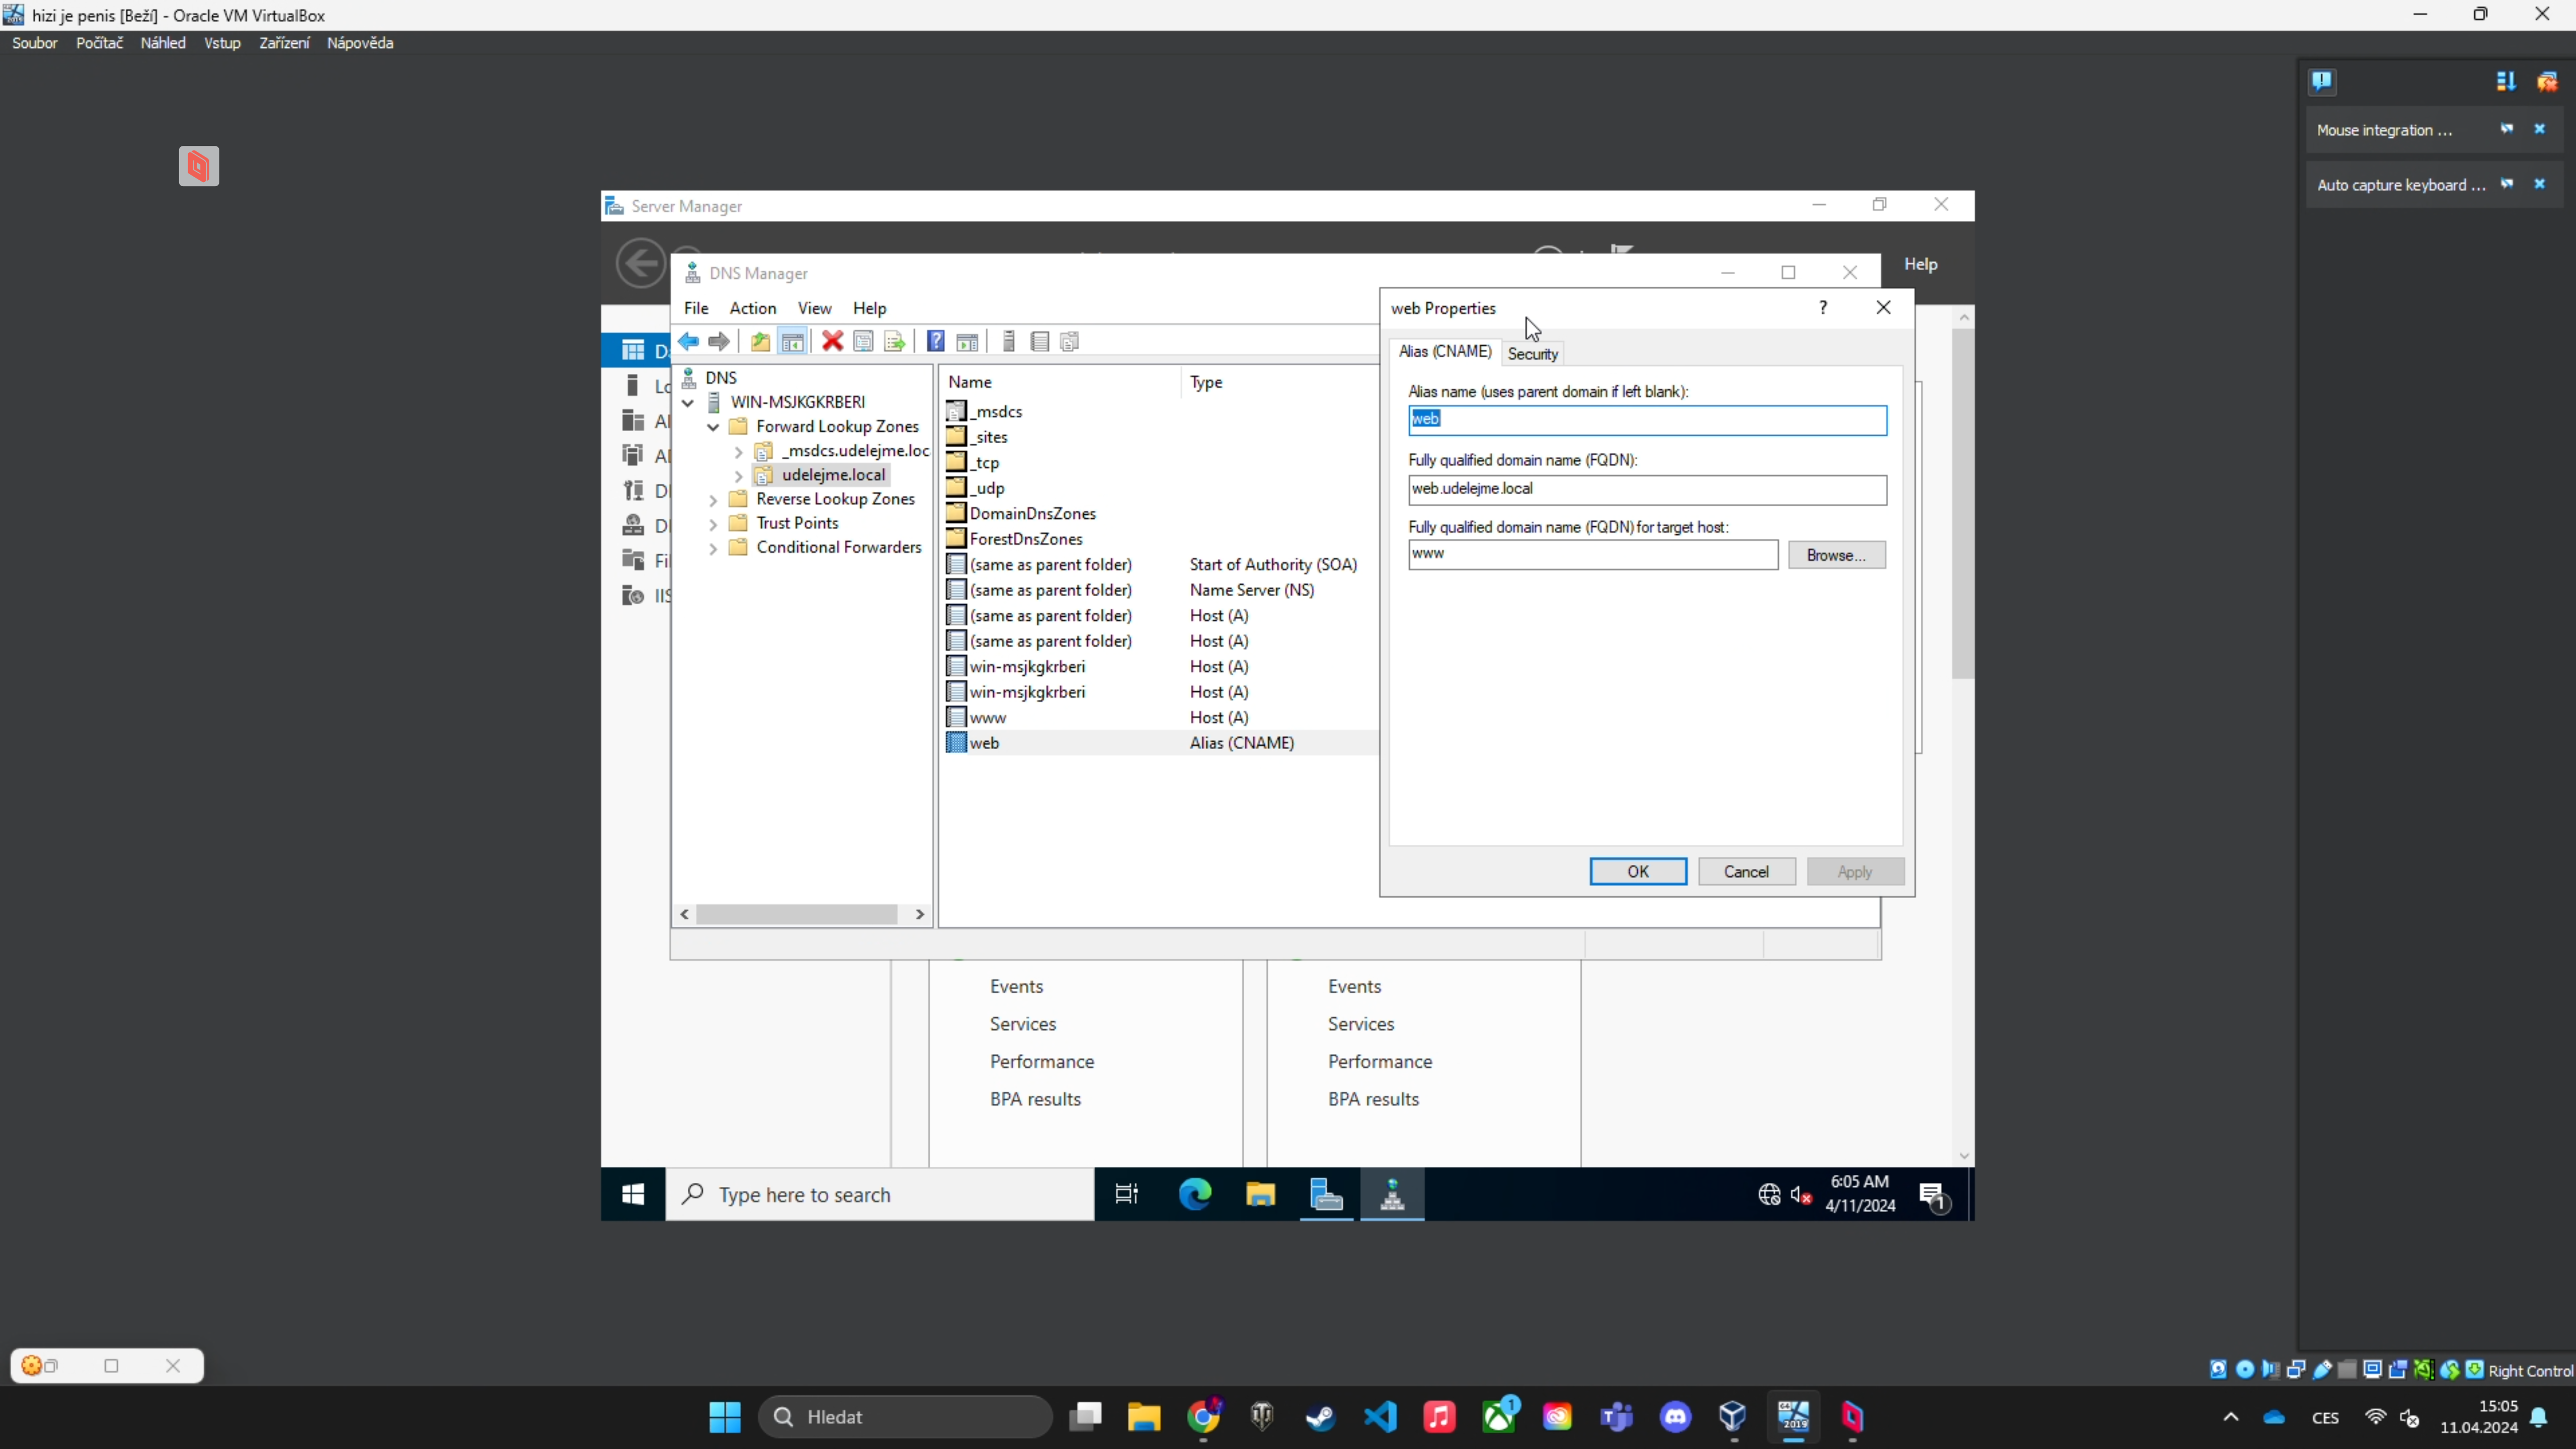 hizi je penis [Beží] - Oracle VM VirtualBox
Soubor Počítač Náhled Vstup Zařízení Nápověda
Mouse integration ...
Auto capture keyboard ...
Server Manager
Help
DNS Manager
File Action View Help
DNS
WIN-MSJKGKRBERI
Forward Lookup Zones
_msdcs.udelejme.loc
udelejme.local
Reverse Lookup Zones
Trust Points
Conditional Forwarders
Name Type
_msdcs
_sites
_tcp
_udp
DomainDnsZones
ForestDnsZones
(same as parent folder) Start of Authority (SOA)
(same as parent folder) Name Server (NS)
(same as parent folder) Host (A)
(same as parent folder) Host (A)
win-msjkgkrberi Host (A)
win-msjkgkrberi Host (A)
www Host (A)
web Alias (CNAME)
web Properties
?
Alias (CNAME) Security
Alias name (uses parent domain if left blank):
web
Fully qualified domain name (FQDN):
web.udelejme.local
Fully qualified domain name (FQDN) for target host:
www Browse...
OK Cancel Apply
Events Events
Services Services
Performance Performance
BPA results BPA results
Type here to search
6:05 AM
4/11/2024
1
Right Control
Hledat
1
2019
CES
15:05
11.04.2024